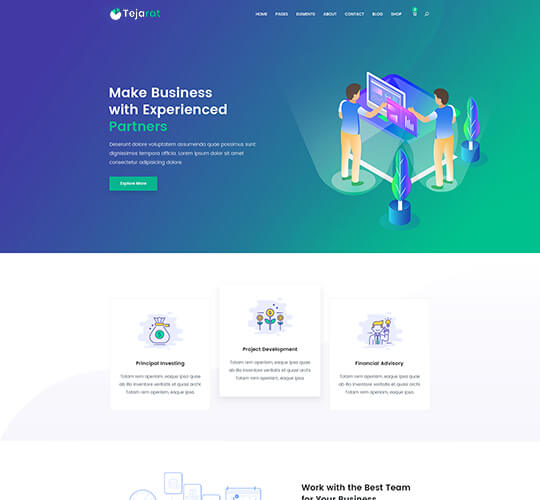 Tejarat
HOME PAGES ELEMENTS ABOUT CONTACT BLOG SHOP
Make Business
with Experienced
Partners
Deserunt dolore voluptatem assumenda quae possimus sunt
dignissimos tempora officia. Lorem ipsum dolor sit amet
consectetur adipisicing dolore.
Explore More
Principal Investing
Totam rem aperiam, eaque ipsa quae
ab illo inventore veritatis et quasi archi.
Totam rem aperiam, eaque ipsa.
Project Development
Totam rem aperiam, eaque ipsa quae
ab illo inventore veritatis et quasi archi.
Totam rem aperiam, eaque ipsa.
Financial Advisory
Totam rem aperiam, eaque ipsa quae
ab illo inventore veritatis et quasi archi.
Totam rem aperiam, eaque ipsa.
Work with the Best Team
for Your Business